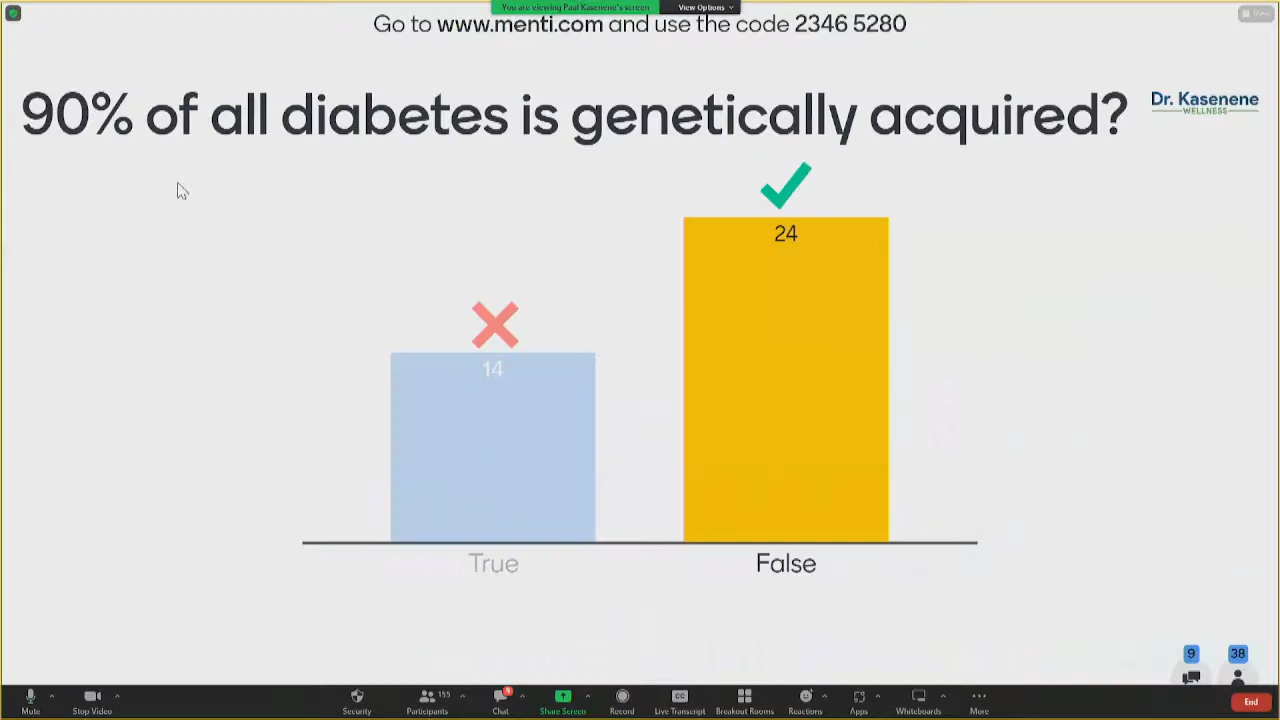 You are viewing Paul Kasenene's screen
View Options
View
Go to www.menti.com and use the code 2346 5280
90% of all diabetes is genetically acquired?
Dr. Kasenene
WELLNESS
24
14
True
False
9
38
Mute
Stop Video
Security
155
Participants
Chat
Share Screen
Record
CC
Live Transcript
Breakout Rooms
Reactions
Apps
Whiteboards
More
End